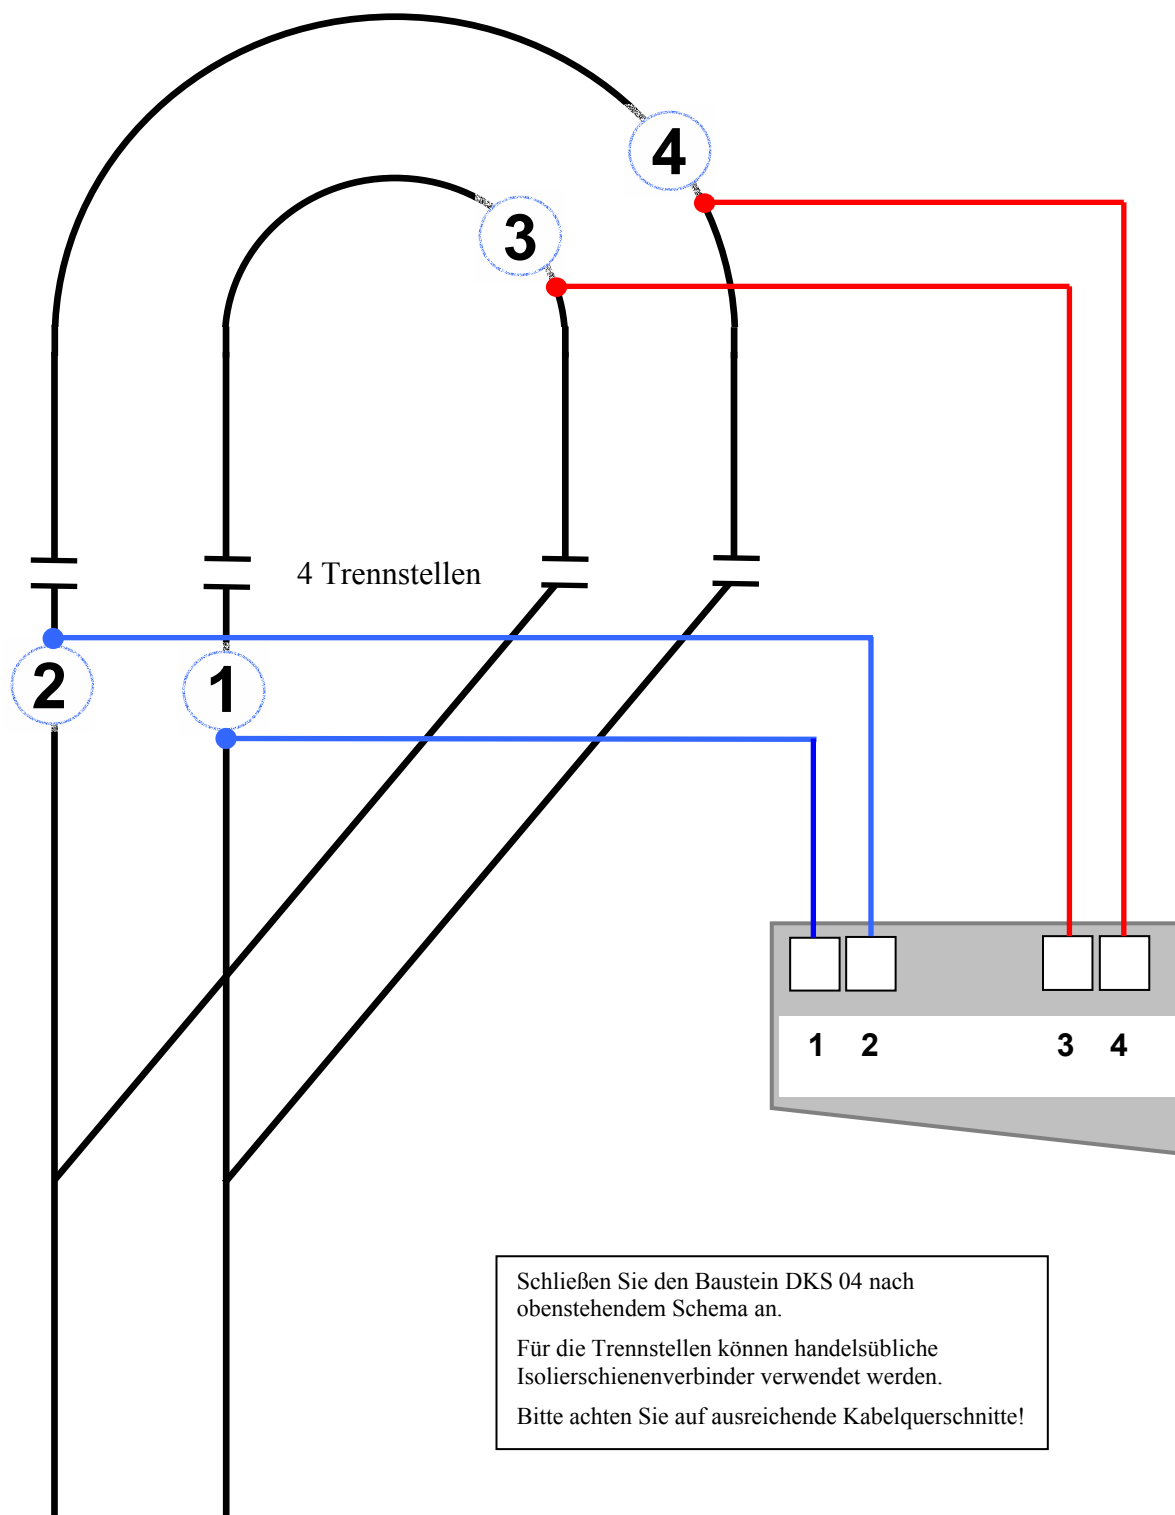 4
3
4 Trennstellen
2
1
1 2 3 4
Schließen Sie den Baustein DKS 04 nach
obenstehendem Schema an.
Für die Trennstellen können handelsübliche
Isolierschienenverbinder verwendet werden.
Bitte achten Sie auf ausreichende Kabelquerschnitte!